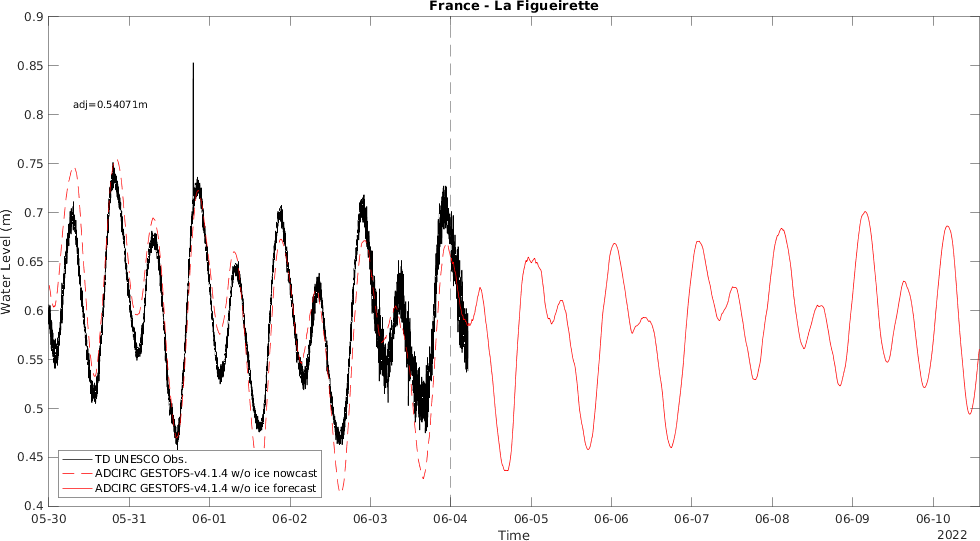 France - La Figueirette
0.9
0.85
0.8
0.75
0.7
0.65
0.6
0.55
0.5
0.45
0.4
Water Level (m)
adj=0.54071m
TD UNESCO Obs.
ADCIRC GESTOFS-v4.1.4 w/o ice nowcast
ADCIRC GESTOFS-v4.1.4 w/o ice forecast
05-30 05-31 06-01 06-02 06-03 06-04 06-05 06-06 06-07 06-08 06-09 06-10
Time
2022